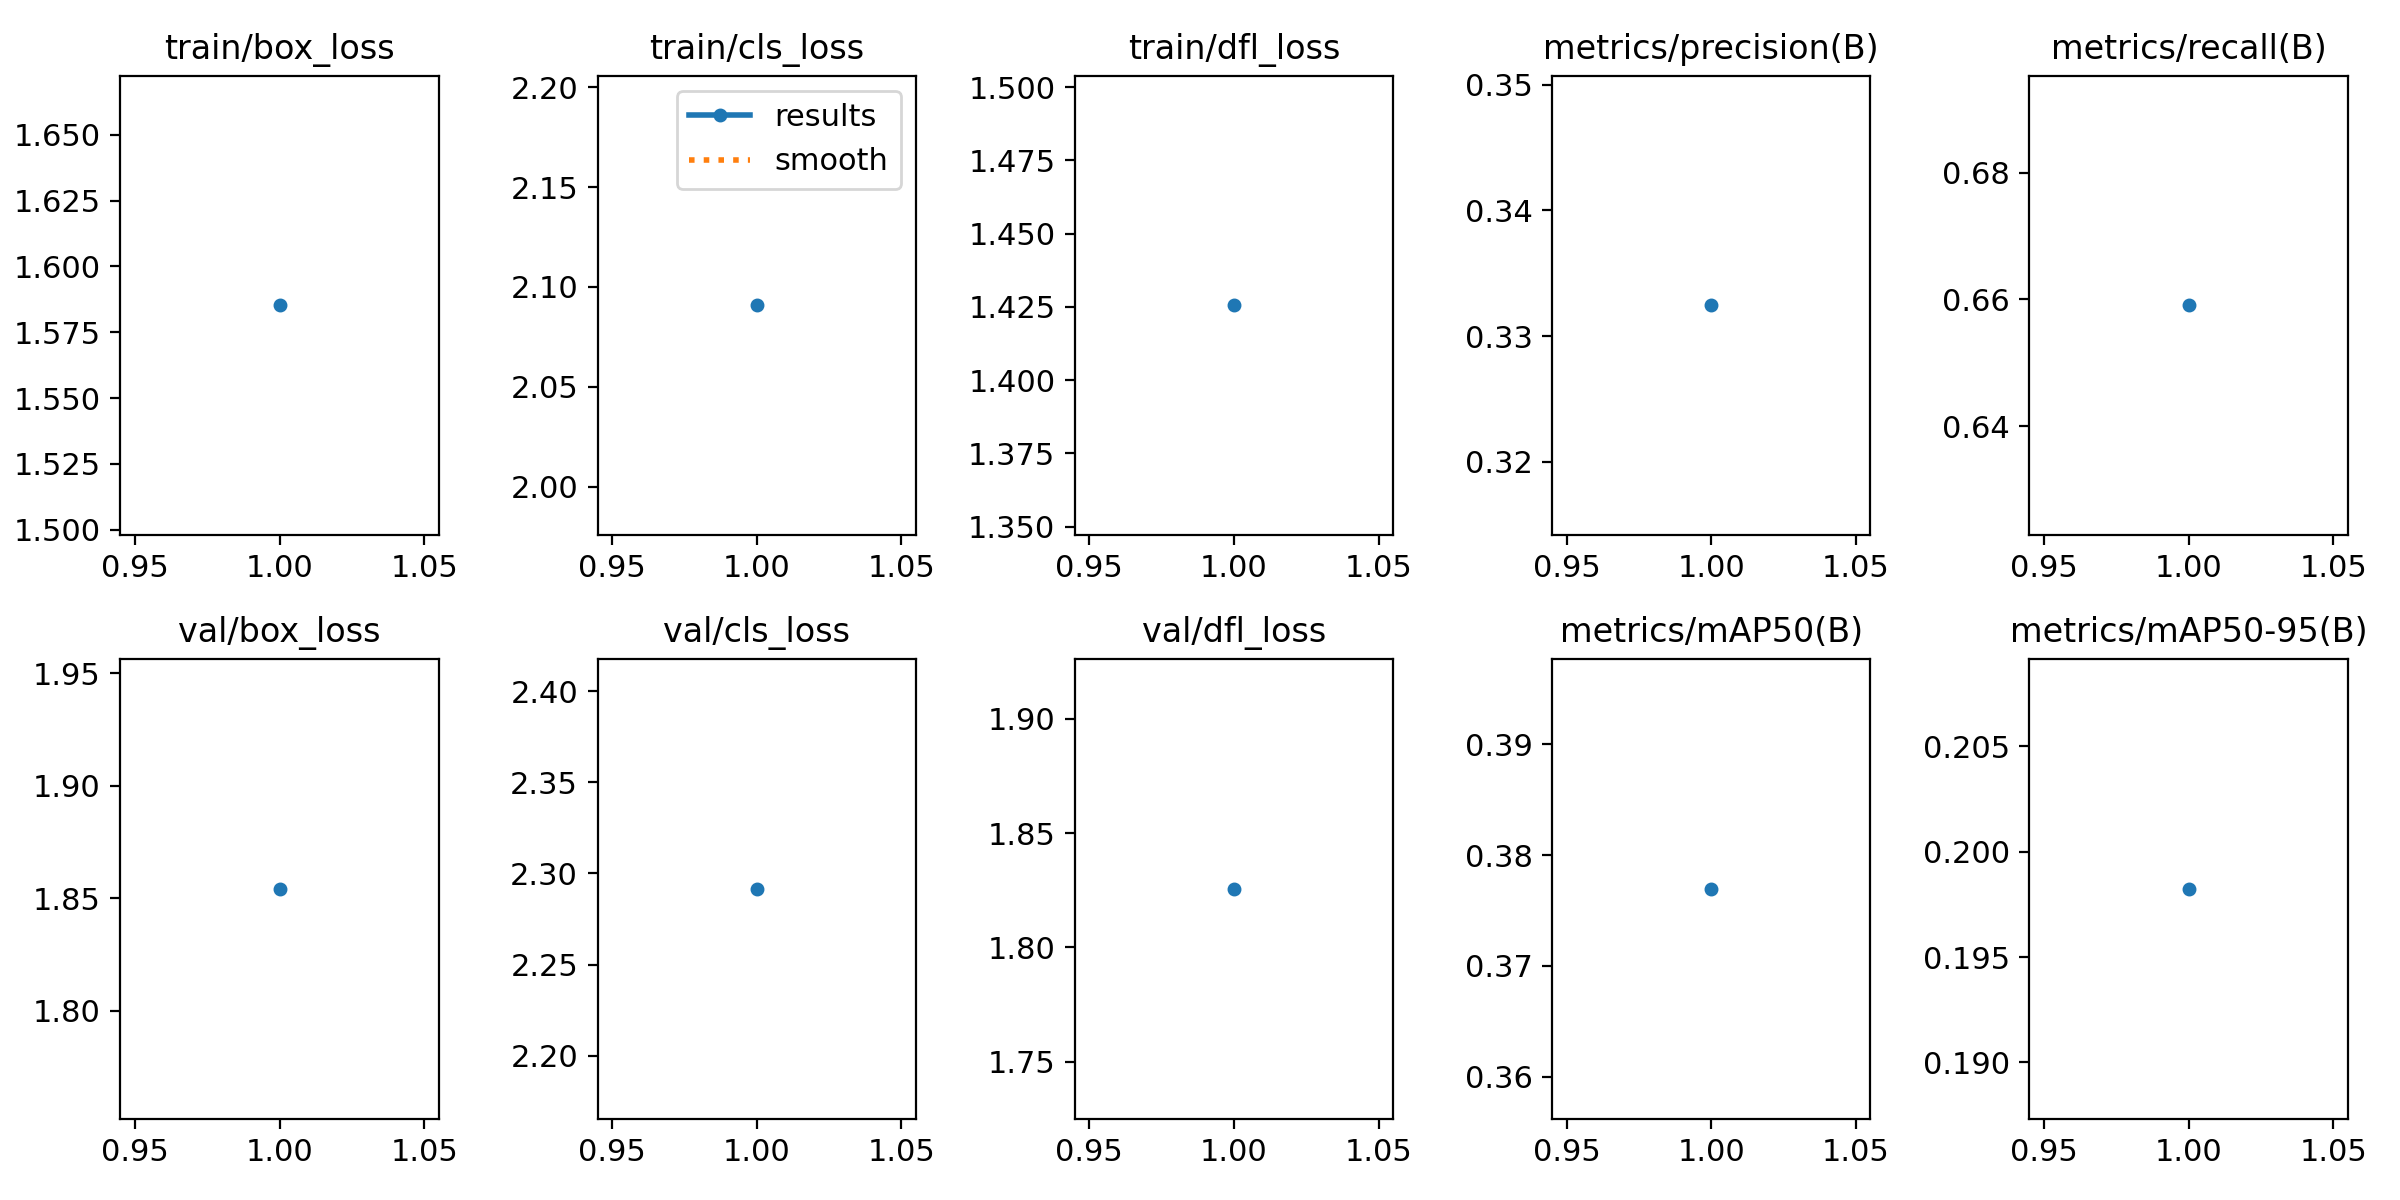 train/box_loss
1.650
1.625
1.600
1.575
1.550
1.525
1.500
0.95 1.00 1.05
train/cls_loss
results
smooth
2.20
2.15
2.10
2.05
2.00
0.95 1.00 1.05
train/dfl_loss
1.500
1.475
1.450
1.425
1.400
1.375
1.350
0.95 1.00 1.05
metrics/precision(B)
0.35
0.34
0.33
0.32
0.95 1.00 1.05
metrics/recall(B)
0.68
0.66
0.64
0.95 1.00 1.05
val/box_loss
1.95
1.90
1.85
1.80
0.95 1.00 1.05
val/cls_loss
2.40
2.35
2.30
2.25
2.20
0.95 1.00 1.05
val/dfl_loss
1.90
1.85
1.80
1.75
0.95 1.00 1.05
metrics/mAP50(B)
0.39
0.38
0.37
0.36
0.95 1.00 1.05
metrics/mAP50-95(B)
0.205
0.200
0.195
0.190
0.95 1.00 1.05